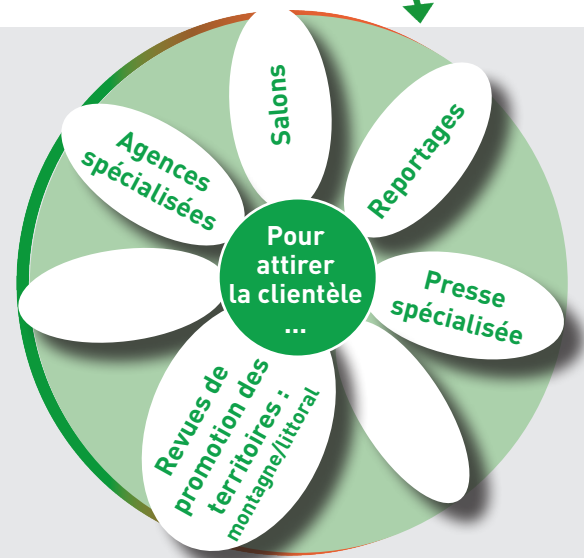 Salons
Reportages
Presse
spécialisée
Revues de
promotion des
territoires :
montagne/littoral
Agences
spécialisées
Pour
attirer
la clientèle
...